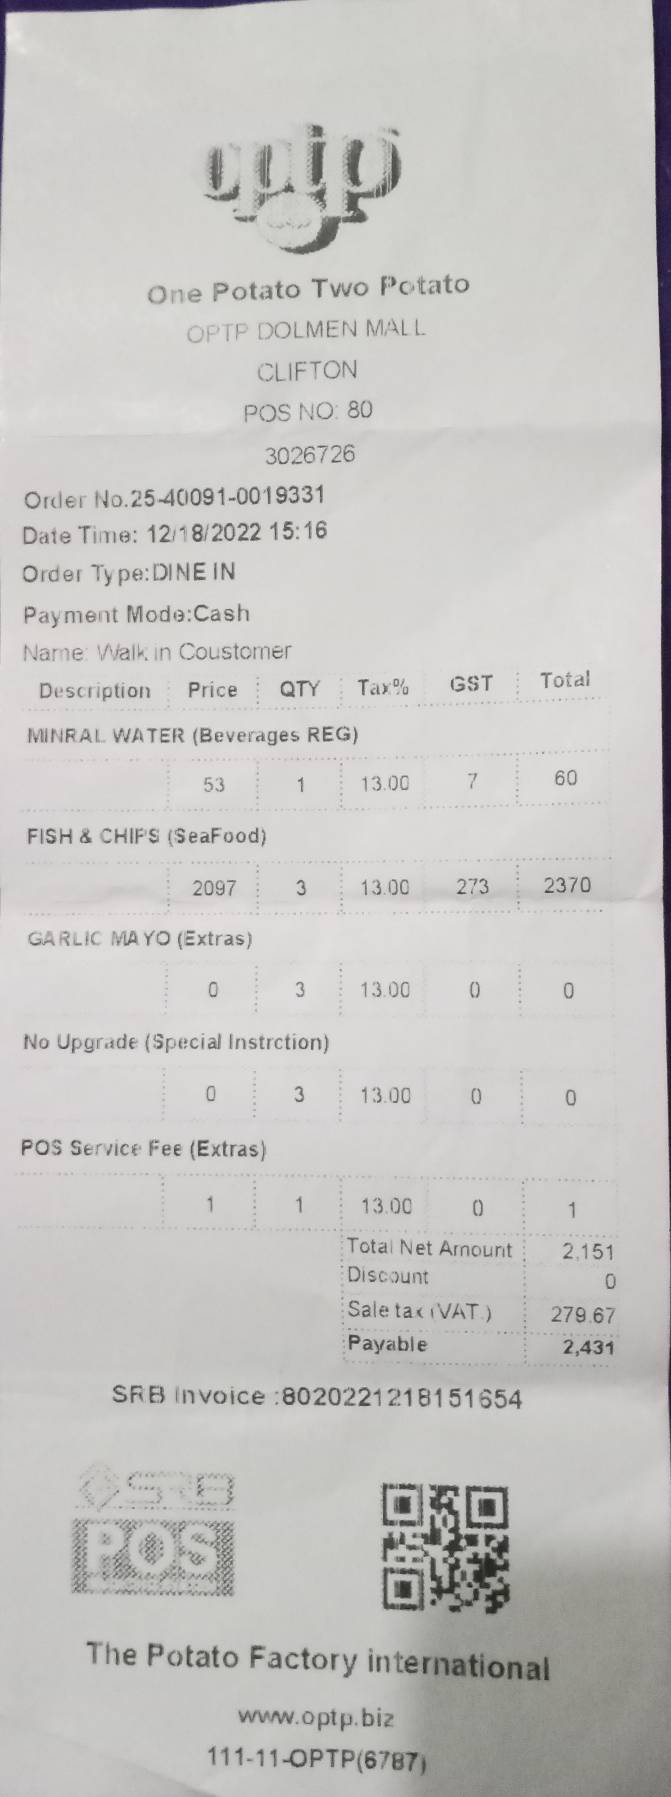 optp
One Potato Two Potato
OPTP DOLMEN MALL
CLIFTON
POS NO: 80
3026726
Order No.25-40091-0019331
Date Time: 12/18/2022 15:16
Order Type:DINE IN
Payment Mode:Cash
Name: Walk in Coustomer
Description Price QTY Tax% GST Total
MINRAL WATER (Beverages REG)
53 1 13.00 7 60
FISH & CHIPS (SeaFood)
2097 3 13.00 273 2370
GARLIC MAYO (Extras)
0 3 13.00 0 0
No Upgrade (Special Instrction)
0 3 13.00 0 0
POS Service Fee (Extras)
1 1 13.00 0 1
Total Net Amount 2,151
Discount 0
Sale tax (VAT.) 279.67
Payable 2,431
SRB Invoice :8020221218151654
SRB
POS
The Potato Factory international
www.optp.biz
111-11-OPTP(6787)